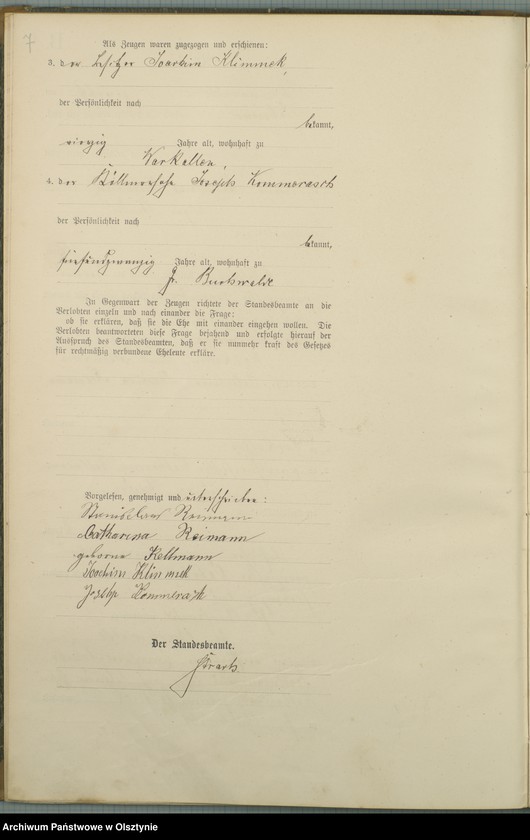 7
Als Zeugen waren zugezogen und erschienen:
3. der Besitzer Joachim Klimmek,
der Persönlichkeit nach
bekannt,
vierzig Jahre alt, wohnhaft zu
Warkallen,
4. der Köllmersohn Joseph Kommerasch
der Persönlichkeit nach
bekannt,
fünfundzwanzig Jahre alt, wohnhaft zu
Gr. Buchwalde
In Gegenwart der Zeugen richtete der Standesbeamte an die
Verlobten einzeln und nach einander die Frage:
ob sie erklären, daß sie die Ehe mit einander eingehen wollen. Die
Verlobten beantworteten diese Frage bejahend und erfolgte hierauf der
Ausspruch des Standesbeamten, daß er sie nunmehr kraft des Gesetzes
für rechtmäßig verbundene Eheleute erkläre.
Vorgelesen, genehmigt und unterschrieben:
Stanislaus Reimann
Catharina Reimann
geborne Kellmann
Joachim Klimmek
Joseph Kommerasch
Der Standesbeamte.
Archiwum Państwowe w Olsztynie